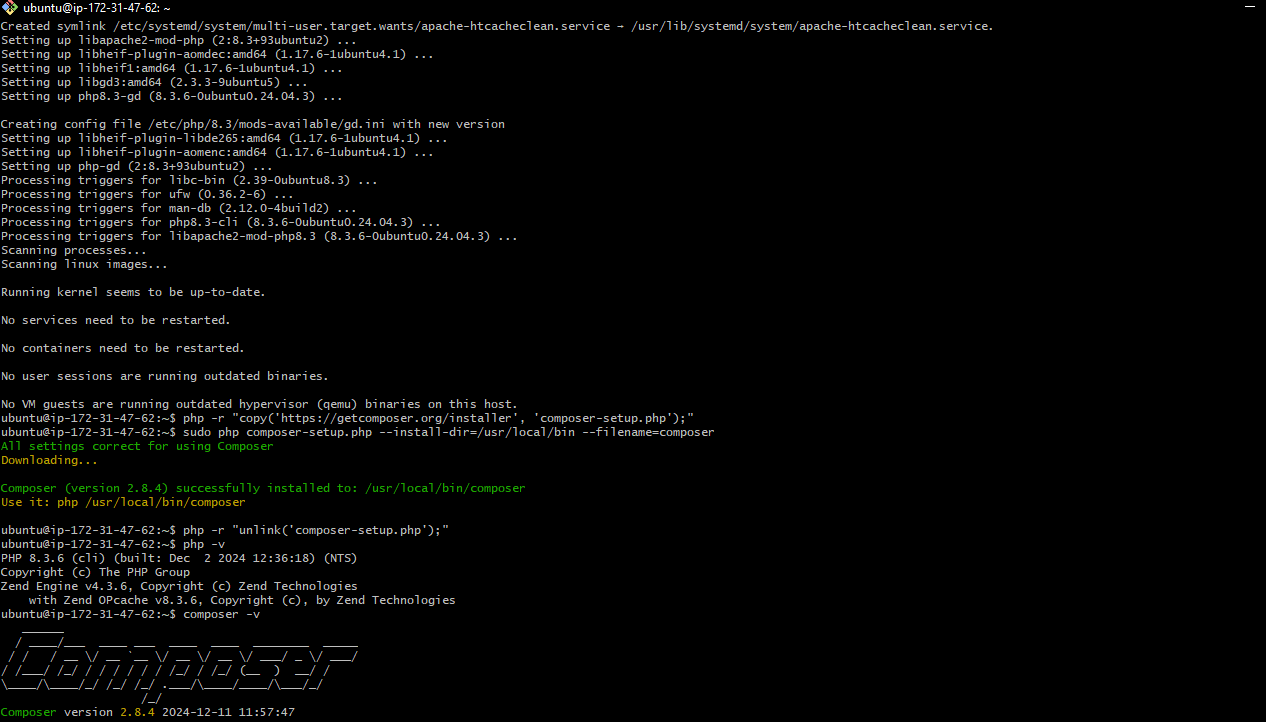 ubuntu@ip-172-31-47-62: ~
Created symlink /etc/systemd/system/multi-user.target.wants/apache-htcacheclean.service → /usr/lib/systemd/system/apache-htcacheclean.service.
Setting up libapache2-mod-php (2:8.3+93ubuntu2) ...
Setting up libheif-plugin-aomdec:amd64 (1.17.6-1ubuntu4.1) ...
Setting up libheif1:amd64 (1.17.6-1ubuntu4.1) ...
Setting up libgd3:amd64 (2.3.3-9ubuntu5) ...
Setting up php8.3-gd (8.3.6-0ubuntu0.24.04.3) ...
Creating config file /etc/php/8.3/mods-available/gd.ini with new version
Setting up libheif-plugin-libde265:amd64 (1.17.6-1ubuntu4.1) ...
Setting up libheif-plugin-aomenc:amd64 (1.17.6-1ubuntu4.1) ...
Setting up php-gd (2:8.3+93ubuntu2) ...
Processing triggers for libc-bin (2.39-0ubuntu8.3) ...
Processing triggers for ufw (0.36.2-6) ...
Processing triggers for man-db (2.12.0-4build2) ...
Processing triggers for php8.3-cli (8.3.6-0ubuntu0.24.04.3) ...
Processing triggers for libapache2-mod-php8.3 (8.3.6-0ubuntu0.24.04.3) ...
Scanning processes...
Scanning linux images...
Running kernel seems to be up-to-date.
No services need to be restarted.
No containers need to be restarted.
No user sessions are running outdated binaries.
No VM guests are running outdated hypervisor (qemu) binaries on this host.
ubuntu@ip-172-31-47-62:~$ php -r "copy('https://getcomposer.org/installer', 'composer-setup.php');"
ubuntu@ip-172-31-47-62:~$ sudo php composer-setup.php --install-dir=/usr/local/bin --filename=composer
All settings correct for using Composer
Downloading...
Composer (version 2.8.4) successfully installed to: /usr/local/bin/composer
Use it: php /usr/local/bin/composer
ubuntu@ip-172-31-47-62:~$ php -r "unlink('composer-setup.php');"
ubuntu@ip-172-31-47-62:~$ php -v
PHP 8.3.6 (cli) (built: Dec  2 2024 12:36:18) (NTS)
Copyright (c) The PHP Group
Zend Engine v4.3.6, Copyright (c) Zend Technologies
    with Zend OPcache v8.3.6, Copyright (c), by Zend Technologies
ubuntu@ip-172-31-47-62:~$ composer -v
Composer
Composer version 2.8.4 2024-12-11 11:57:47